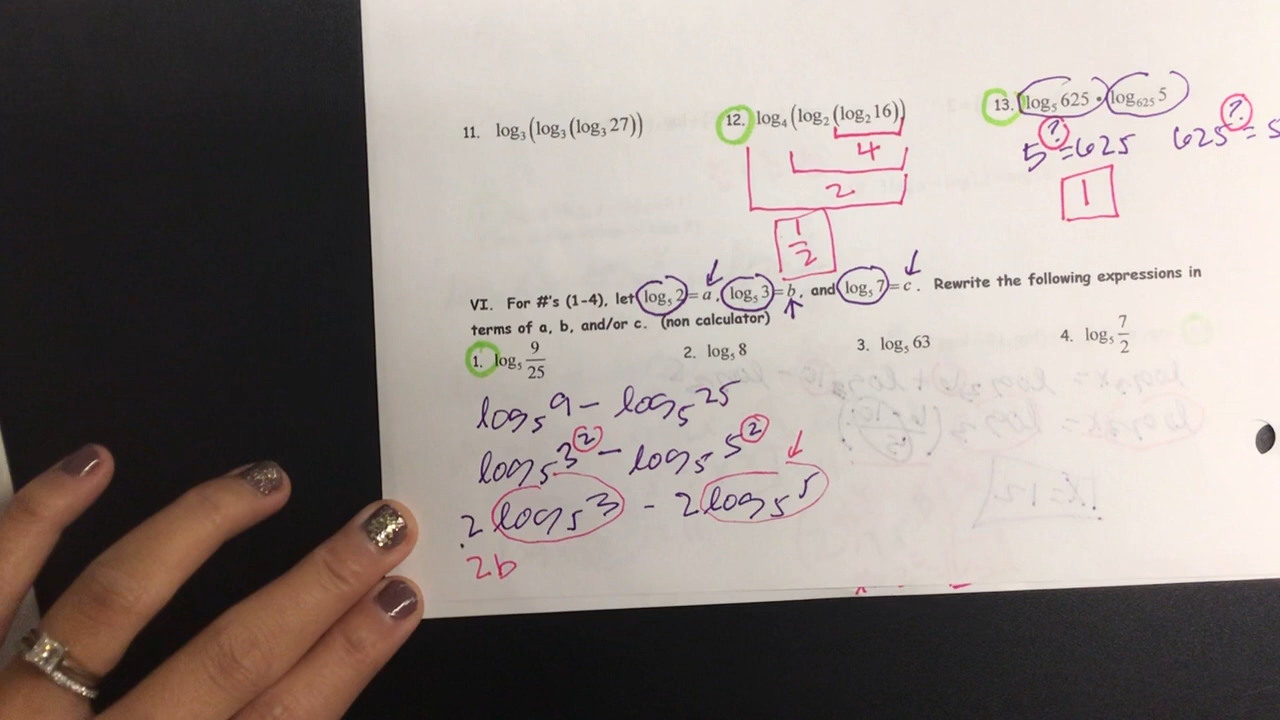 11. log₃(log₃(log₃ 27))
12. log₄(log₂(log₂ 16))
4
2
1/2
13. log₅ 625 · log₆₂₅ 5
5^? = 625 625^? = 5
1
VI. For #'s (1-4), let log₅ 2 = a, log₅ 3 = b, and log₅ 7 = c. Rewrite the following expressions in
terms of a, b, and/or c. (non calculator)
1. log₅ 9/25
2. log₅ 8
3. log₅ 63
4. log₅ 7/2
log₅ 9 - log₅ 25
log₅ 3² - log₅ 5²
2 log₅ 3 - 2 log₅ 5
2b